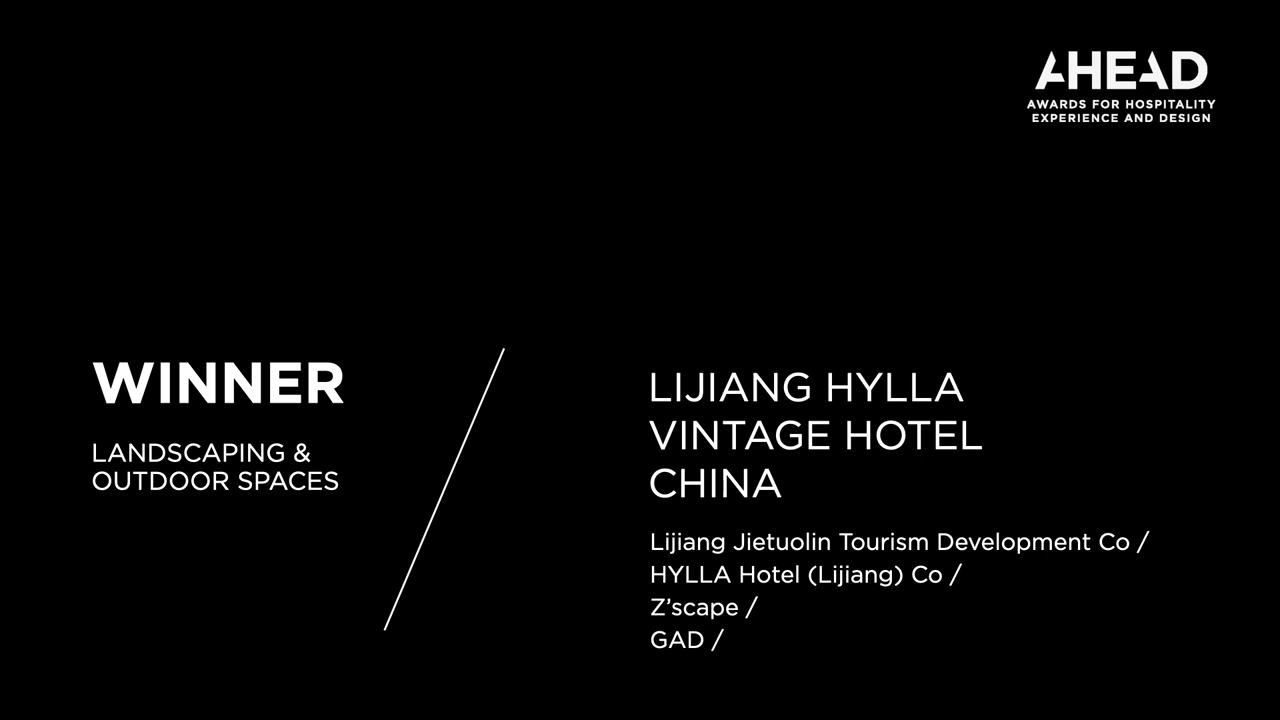 AHEAD
AWARDS FOR HOSPITALITY
EXPERIENCE AND DESIGN
WINNER
LANDSCAPING &
OUTDOOR SPACES
LIJIANG HYLLA
VINTAGE HOTEL
CHINA
Lijiang Jietuolin Tourism Development Co /
HYLLA Hotel (Lijiang) Co /
Z’scape /
GAD /